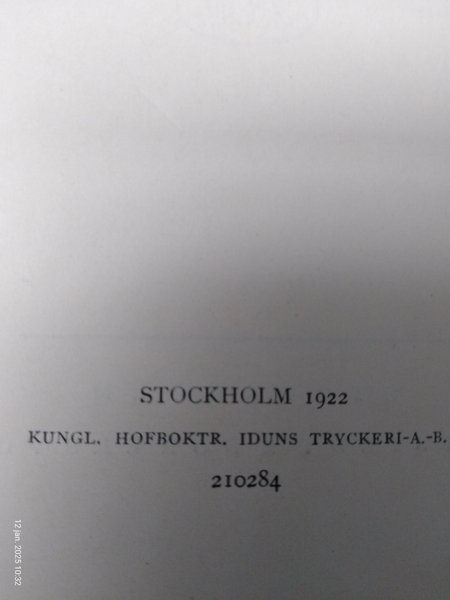 STOCKHOLM 1922
KUNGL. HOFBOKTR. IDUNS TRYCKERI-A.-B.
210284
12 jan. 2025 10:32